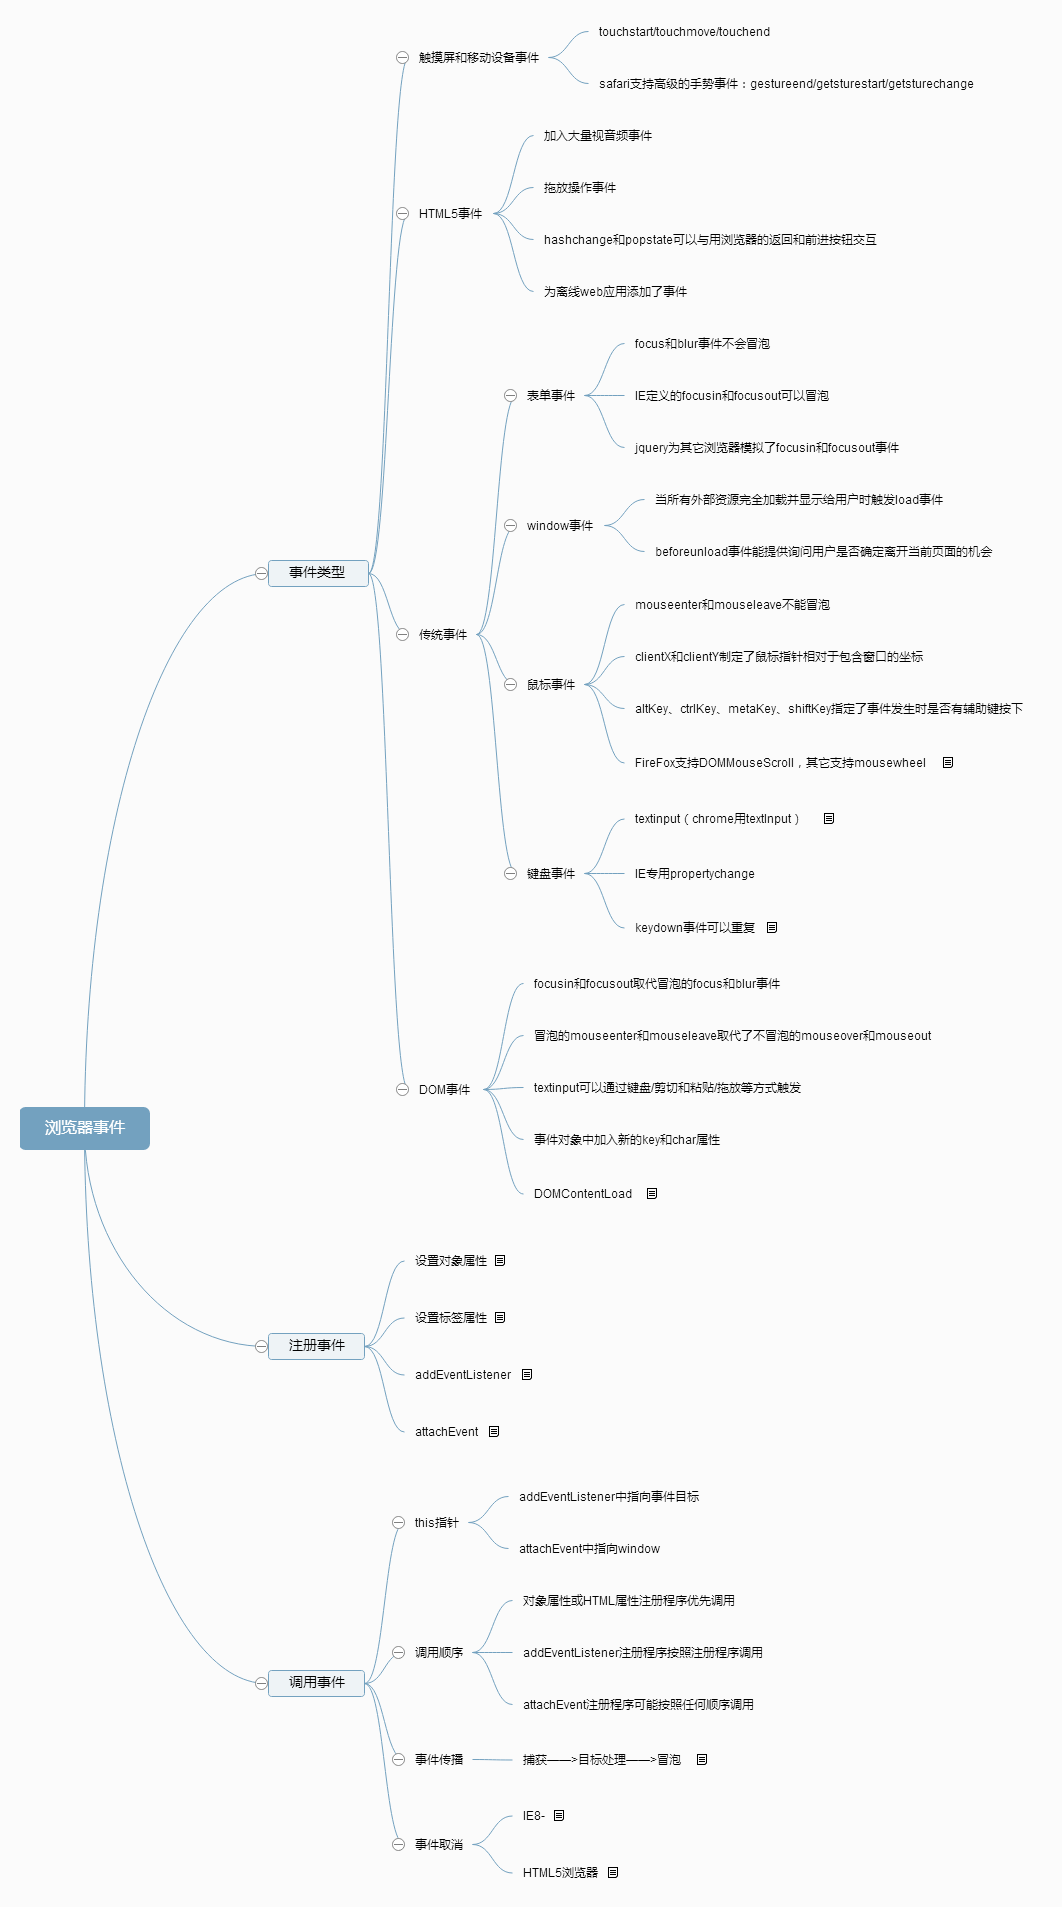 触摸屏和移动设备事件
touchstart/touchmove/touchend
safari支持高级的手势事件：gestureend/getsturestart/getsturechange
HTML5事件
加入大量视音频事件
拖放操作事件
hashchange和popstate可以与用浏览器的返回和前进按钮交互
为离线web应用添加了事件
事件类型
传统事件
表单事件
focus和blur事件不会冒泡
IE定义的focusin和focusout可以冒泡
jquery为其它浏览器模拟了focusin和focusout事件
window事件
当所有外部资源完全加载并显示给用户时触发load事件
beforeunload事件能提供询问用户是否确定离开当前页面的机会
鼠标事件
mouseenter和mouseleave不能冒泡
clientX和clientY制定了鼠标指针相对于包含窗口的坐标
altKey、ctrlKey、metaKey、shiftKey指定了事件发生时是否有辅助键按下
FireFox支持DOMMouseScroll，其它支持mousewheel
键盘事件
textinput（chrome用textInput）
IE专用propertychange
keydown事件可以重复
DOM事件
focusin和focusout取代冒泡的focus和blur事件
冒泡的mouseenter和mouseleave取代了不冒泡的mouseover和mouseout
textinput可以通过键盘/剪切和粘贴/拖放等方式触发
事件对象中加入新的key和char属性
DOMContentLoad
浏览器事件
注册事件
设置对象属性
设置标签属性
addEventListener
attachEvent
调用事件
this指针
addEventListener中指向事件目标
attachEvent中指向window
调用顺序
对象属性或HTML属性注册程序优先调用
addEventListener注册程序按照注册程序调用
attachEvent注册程序可能按照任何顺序调用
事件传播
捕获——>目标处理——>冒泡
事件取消
IE8-
HTML5浏览器